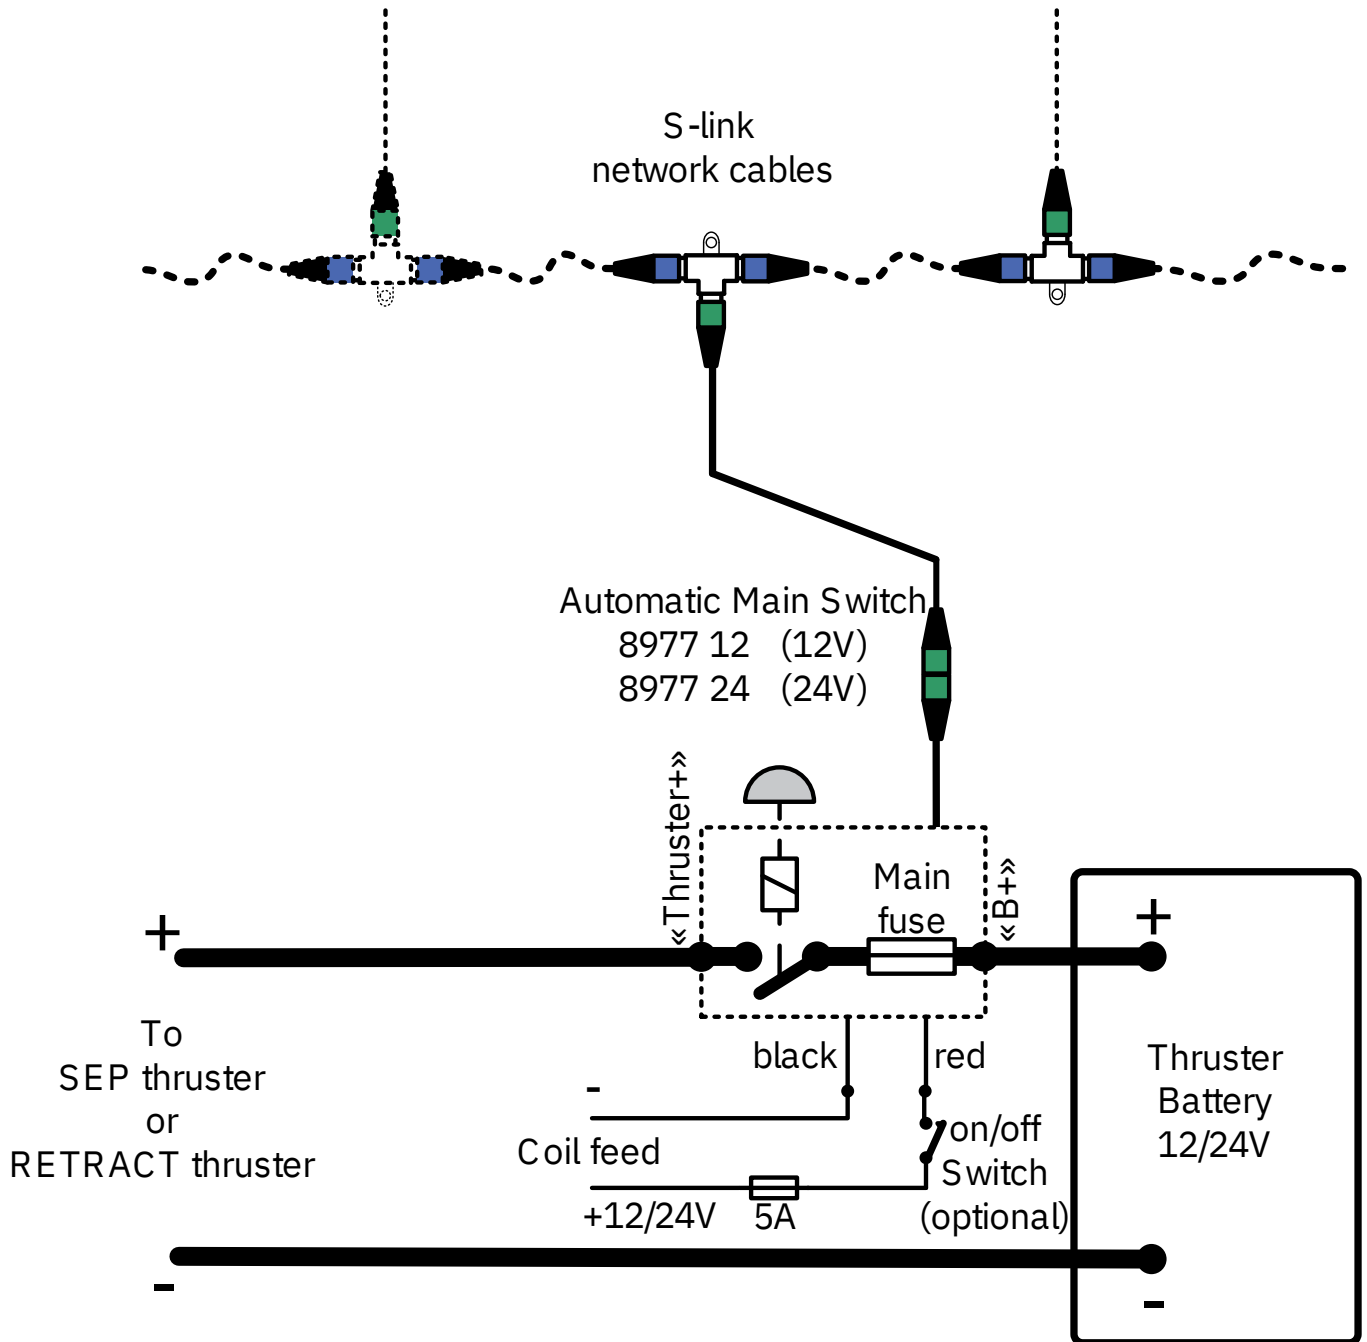 S-link
network cables
Automatic Main Switch
8977 12 (12V)
8977 24 (24V)
«Thruster+»
Main
fuse
«B+»
+
+
To
SEP thruster
or
RETRACT thruster
black
red
-
Coil feed
+12/24V
5A
on/off
Switch
(optional)
Thruster
Battery
12/24V
-
-